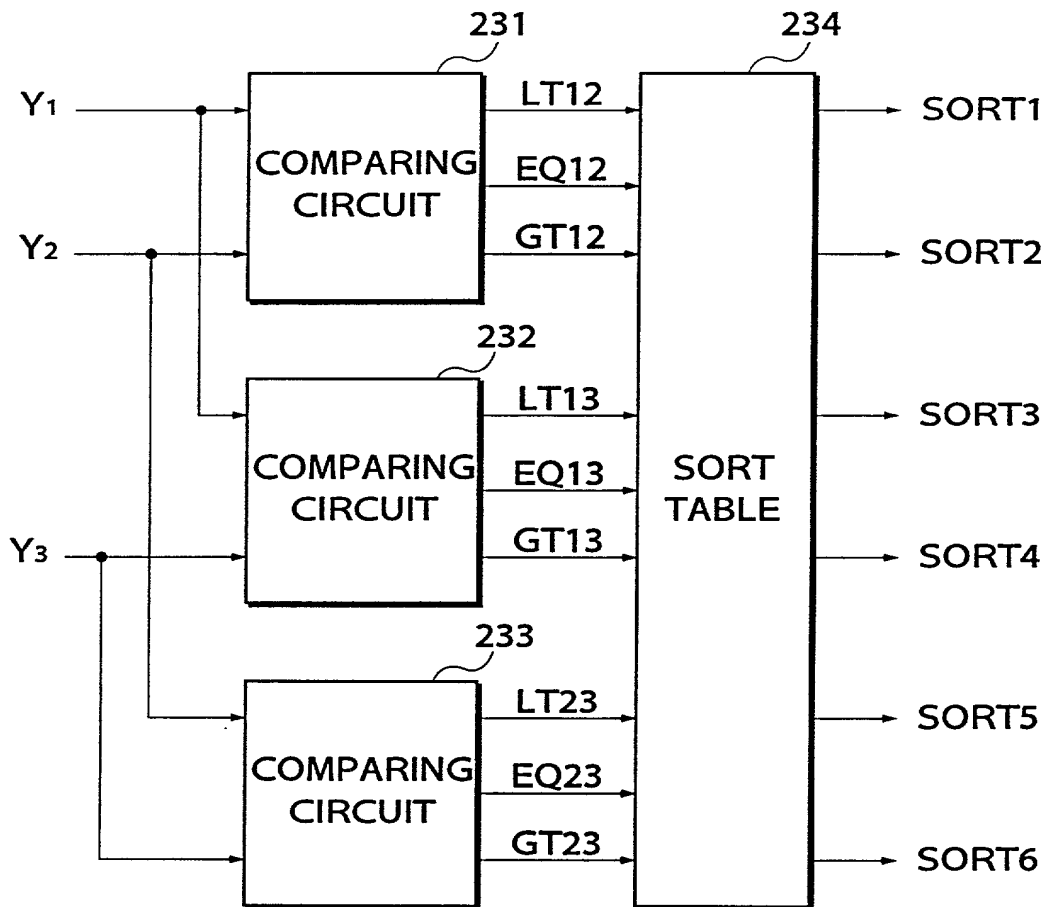 231
234
Y1
LT12
SORT1
COMPARING
CIRCUIT
EQ12
Y2
GT12
SORT2
232
LT13
SORT3
COMPARING
CIRCUIT
EQ13
SORT
TABLE
Y3
GT13
SORT4
233
LT23
SORT5
COMPARING
CIRCUIT
EQ23
GT23
SORT6